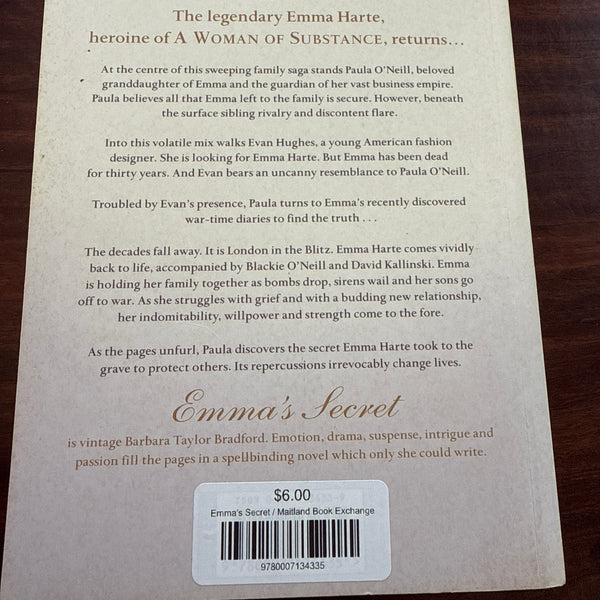 The legendary Emma Harte,
heroine of A WOMAN OF SUBSTANCE, returns…
At the centre of this sweeping family saga stands Paula O'Neill, beloved
granddaughter of Emma and the guardian of her vast business empire.
Paula believes all that Emma left to the family is secure. However, beneath
the surface sibling rivalry and discontent flare.
Into this volatile mix walks Evan Hughes, a young American fashion
designer. She is looking for Emma Harte. But Emma has been dead
for thirty years. And Evan bears an uncanny resemblance to Paula O'Neill.
Troubled by Evan's presence, Paula turns to Emma's recently discovered
war-time diaries to find the truth . . .
The decades fall away. It is London in the Blitz. Emma Harte comes vividly
back to life, accompanied by Blackie O'Neill and David Kallinski. Emma
is holding her family together as bombs drop, sirens wail and her sons go
off to war. As she struggles with grief and with a budding new relationship,
her indomitability, willpower and strength come to the fore.
As the pages unfurl, Paula discovers the secret Emma Harte took to the
grave to protect others. Its repercussions irrevocably change lives.
Emma's Secret
is vintage Barbara Taylor Bradford. Emotion, drama, suspense, intrigue and
passion fill the pages in a spellbinding novel which only she could write.
$6.00
Emma's Secret / Maitland Book Exchange
9780007134335